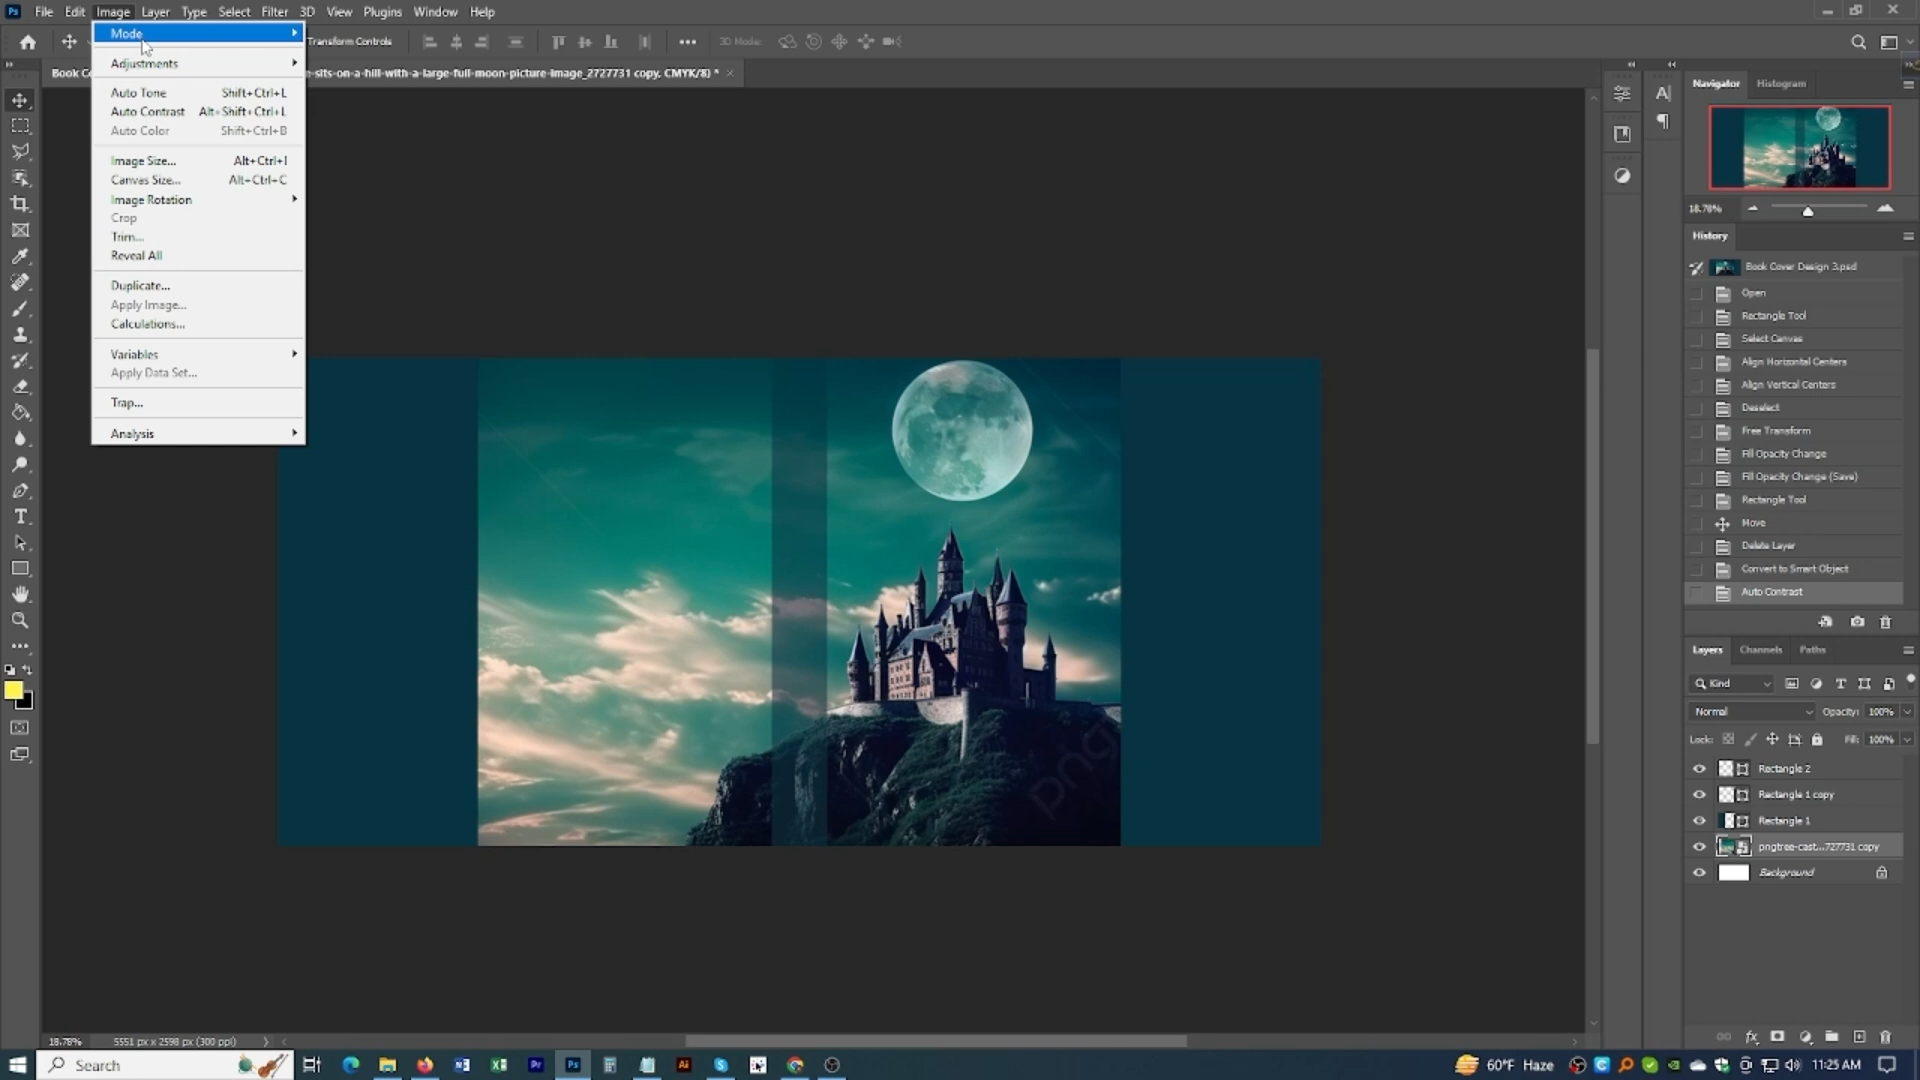 Ps File Edit Image Layer Type Select Filter 3D View Plugins Window Help
Transform Controls
3D Mode:
Book Co
e-sits-on-a-hill-with-a-large-full-moon-picture-image_2727731 copy, CMYK/8) *
Mode
Adjustments
Auto Tone Shift+Ctrl+L
Auto Contrast Alt+Shift+Ctrl+L
Auto Color Shift+Ctrl+B
Image Size... Alt+Ctrl+I
Canvas Size... Alt+Ctrl+C
Image Rotation
Crop
Trim...
Reveal All
Duplicate...
Apply Image...
Calculations...
Variables
Apply Data Set...
Trap...
Analysis
png
Navigator Histogram
18.78%
History
Book Cover Design 3.psd
Open
Rectangle Tool
Select Canvas
Align Horizontal Centers
Align Vertical Centers
Deselect
Free Transform
Fill Opacity Change
Fill Opacity Change (Save)
Rectangle Tool
Move
Delete Layer
Convert to Smart Object
Auto Contrast
Layers Channels Paths
Kind
Normal Opacity: 100%
Lock: Fill: 100%
Rectangle 2
Rectangle 1 copy
Rectangle 1
pngtree-cast...727731 copy
Background
18.78% 5551 px x 2598 px (300 ppi)
Search
60°F Haze
11:25 AM